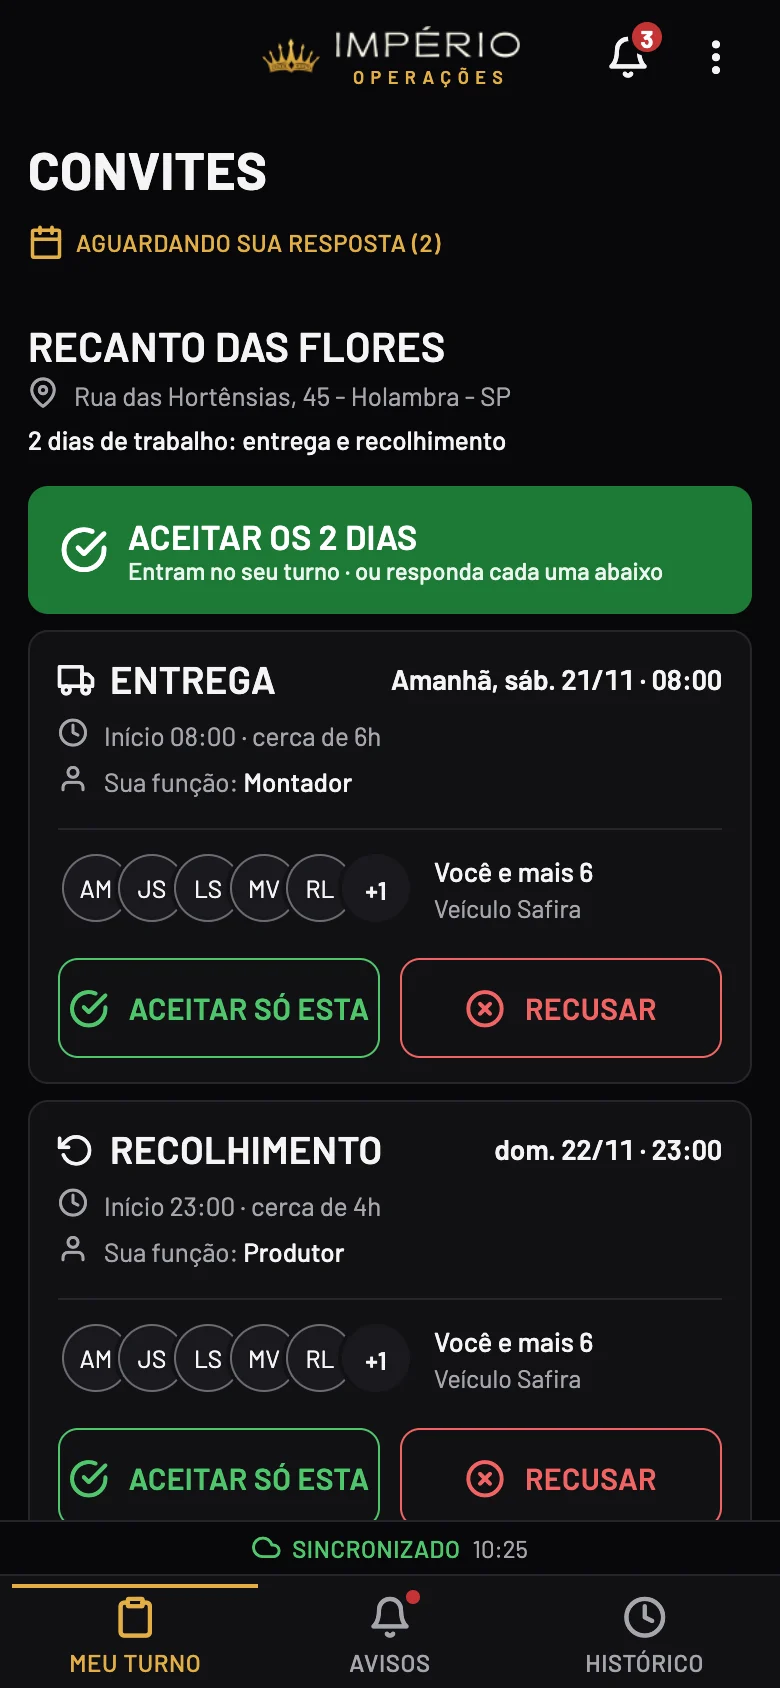 IMPÉRIO
OPERAÇÕES
3
CONVITES
AGUARDANDO SUA RESPOSTA (2)
RECANTO DAS FLORES
Rua das Hortênsias, 45 - Holambra - SP
2 dias de trabalho: entrega e recolhimento
ACEITAR OS 2 DIAS
Entram no seu turno · ou responda cada uma abaixo
ENTREGA
Amanhã, sáb. 21/11 · 08:00
Início 08:00 · cerca de 6h
Sua função: Montador
AM JS LS MV RL +1
Você e mais 6
Veículo Safira
ACEITAR SÓ ESTA
RECUSAR
RECOLHIMENTO
dom. 22/11 · 23:00
Início 23:00 · cerca de 4h
Sua função: Produtor
AM JS LS MV RL +1
Você e mais 6
Veículo Safira
ACEITAR SÓ ESTA
RECUSAR
SINCRONIZADO 10:25
MEU TURNO
AVISOS
HISTÓRICO